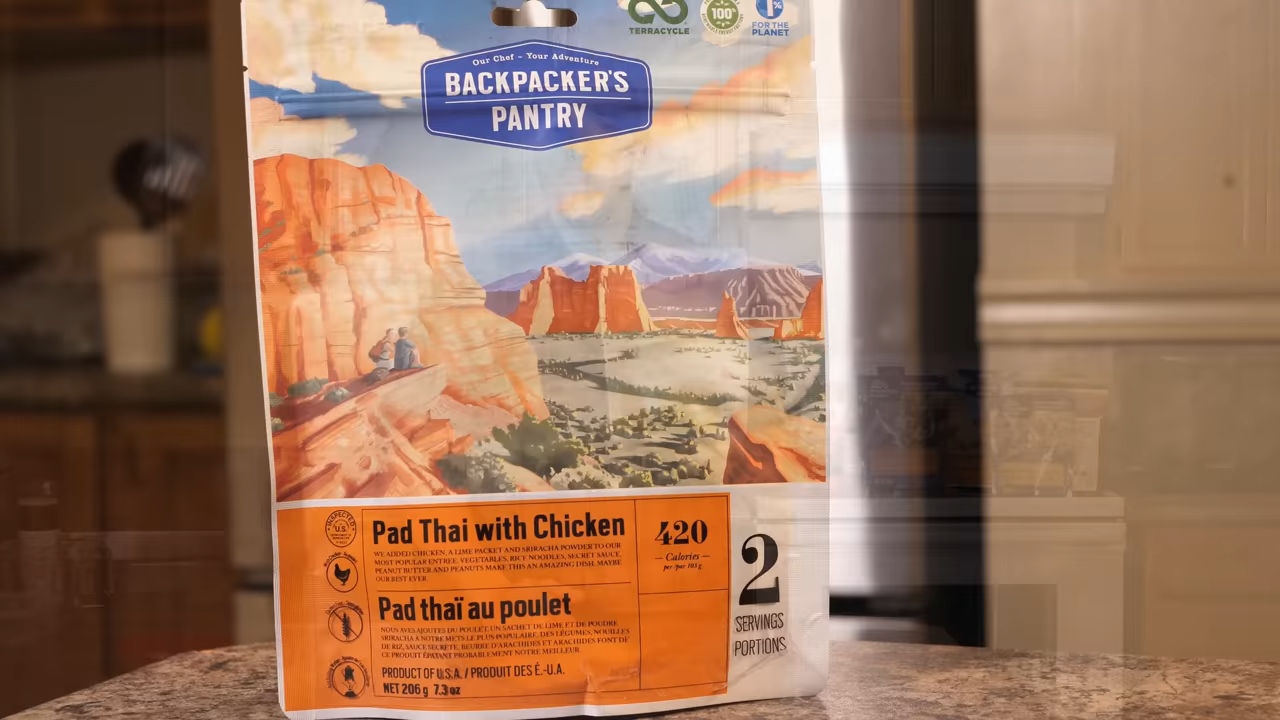 TERRACYCLE
100%
1%
FOR THE
PLANET
Our Chef – Your Adventure
BACKPACKER'S
PANTRY
INSPECTED
U.S.
Pad Thai with Chicken
WE ADDED CHICKEN, A LIME PACKET AND SRIRACHA POWDER TO OUR
MOST POPULAR ENTREE. VEGETABLES, RICE NOODLES, SECRET SAUCE,
PEANUT BUTTER AND PEANUTS MAKE THIS AN AMAZING DISH. MAYBE
OUR BEST EVER.
420
— Calories —
per /par 103 g
2
SERVINGS
PORTIONS
Pad thaï au poulet
NOUS AVES AJOUTÉS DU POULET, UN SACHET DE LIME ET DE POUDRE
SRIRACHA À NOTRE METS LE PLUS POPULAIRE. DES LÉGUMES, NOUILLES
DE RIZ, SAUCE SECRETE, BEURRE D'ARACHIDES ET ARACHIDES FONT DE
CE PRODUIT ÉPATANT PROBABLEMENT NOTRE MEILLEUR.
PRODUCT OF U.S.A. / PRODUIT DES É.-U.A.
NET 206 g 7.3 oz